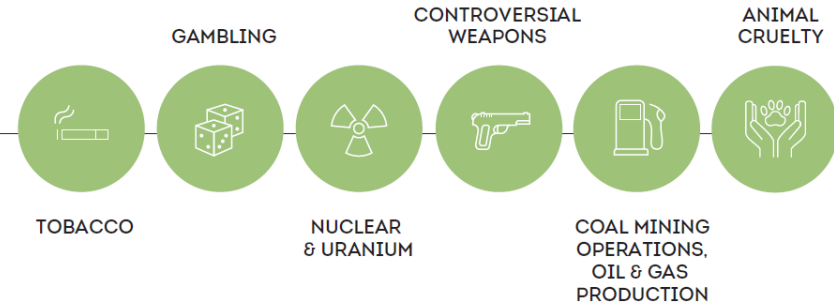 TOBACCO
GAMBLING
NUCLEAR
& URANIUM
CONTROVERSIAL
WEAPONS
COAL MINING
OPERATIONS,
OIL & GAS
PRODUCTION
ANIMAL
CRUELTY